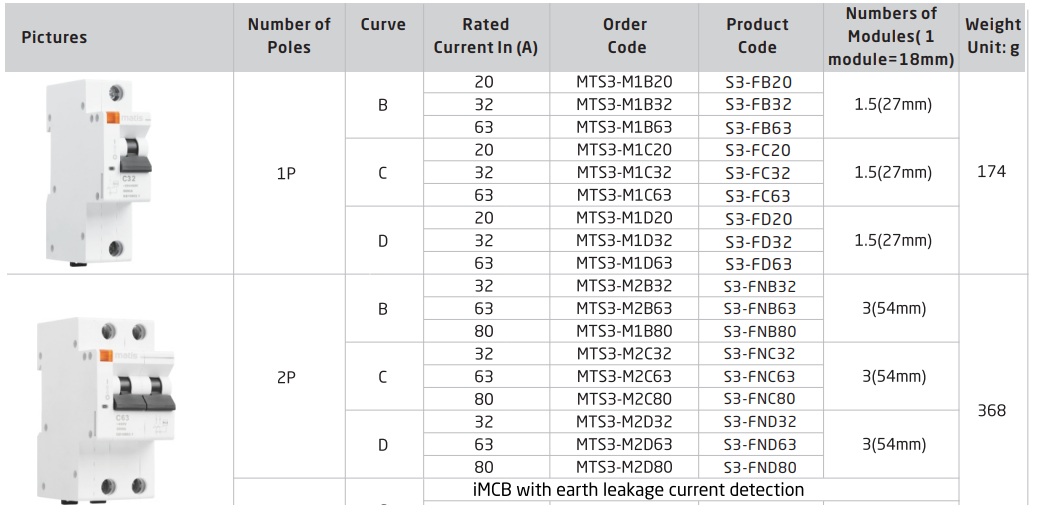 Pictures
Number of Poles
Curve
Rated Current In (A)
Order Code
Product Code
Numbers of Modules( 1 module=18mm)
Weight Unit: g
1P
B
20 MTS3-M1B20 S3-FB20
32 MTS3-M1B32 S3-FB32
63 MTS3-M1B63 S3-FB63
1.5(27mm)
C
20 MTS3-M1C20 S3-FC20
32 MTS3-M1C32 S3-FC32
63 MTS3-M1C63 S3-FC63
1.5(27mm)
174
D
20 MTS3-M1D20 S3-FD20
32 MTS3-M1D32 S3-FD32
63 MTS3-M1D63 S3-FD63
1.5(27mm)
matis
C32
2P
B
32 MTS3-M2B32 S3-FNB32
63 MTS3-M2B63 S3-FNB63
80 MTS3-M1B80 S3-FNB80
3(54mm)
C
32 MTS3-M2C32 S3-FNC32
63 MTS3-M2C63 S3-FNC63
80 MTS3-M2C80 S3-FNC80
3(54mm)
368
D
32 MTS3-M2D32 S3-FND32
63 MTS3-M2D63 S3-FND63
80 MTS3-M2D80 S3-FND80
3(54mm)
matis
C63
iMCB with earth leakage current detection